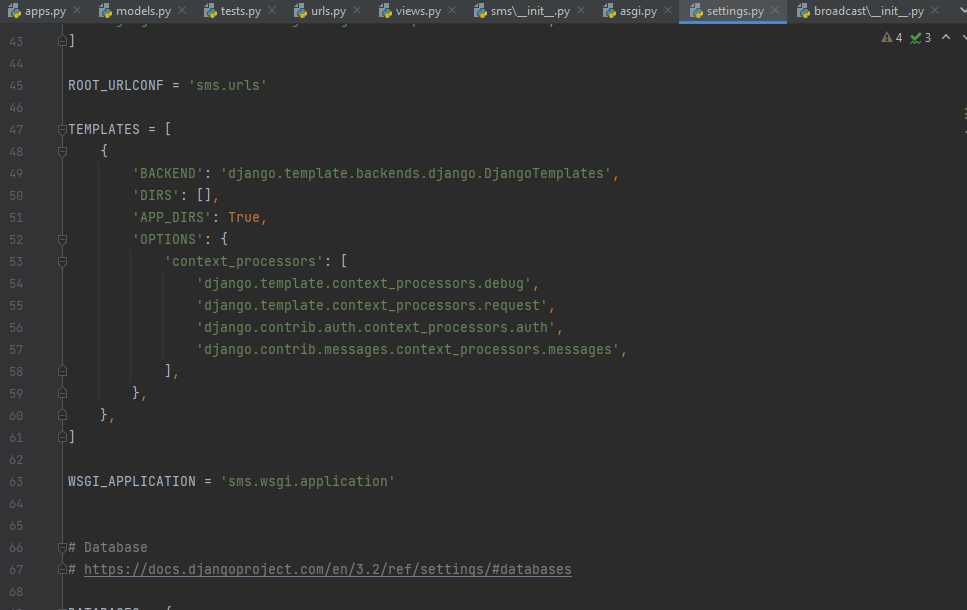 apps.py models.py tests.py urls.py views.py sms\__init__.py asgi.py settings.py broadcast\__init__.py
4 3
43 ]
44
45 ROOT_URLCONF = 'sms.urls'
46
47 TEMPLATES = [
48 {
49 'BACKEND': 'django.template.backends.django.DjangoTemplates',
50 'DIRS': [],
51 'APP_DIRS': True,
52 'OPTIONS': {
53 'context_processors': [
54 'django.template.context_processors.debug',
55 'django.template.context_processors.request',
56 'django.contrib.auth.context_processors.auth',
57 'django.contrib.messages.context_processors.messages',
58 ],
59 },
60 },
61 ]
62
63 WSGI_APPLICATION = 'sms.wsgi.application'
64
65
66 # Database
67 # https://docs.djangoproject.com/en/3.2/ref/settings/#databases
68